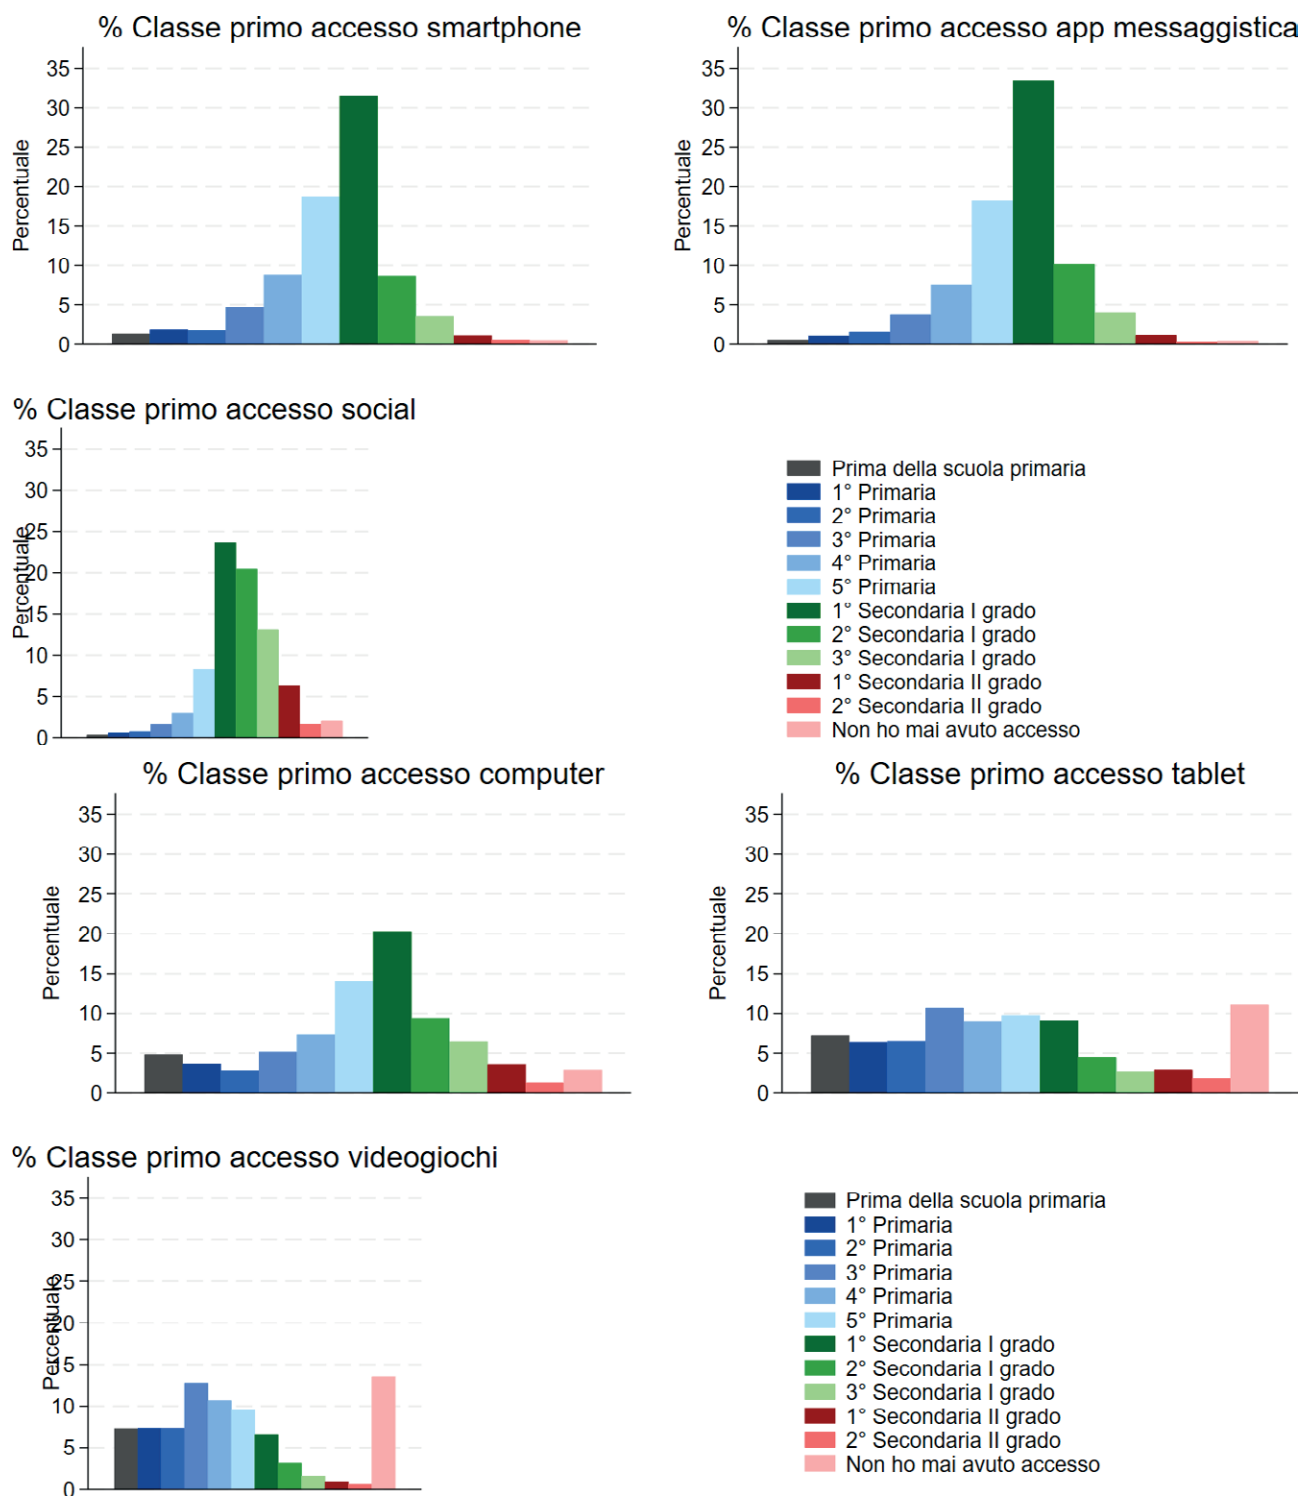 % Classe primo accesso smartphone
35
30
25
20
15
10
5
0
Percentuale
% Classe primo accesso app messaggistica
35
30
25
20
15
10
5
0
Percentuale
% Classe primo accesso social
35
30
25
20
15
10
5
0
Percentuale
Prima della scuola primaria
1° Primaria
2° Primaria
3° Primaria
4° Primaria
5° Primaria
1° Secondaria I grado
2° Secondaria I grado
3° Secondaria I grado
1° Secondaria II grado
2° Secondaria II grado
Non ho mai avuto accesso
% Classe primo accesso computer
35
30
25
20
15
10
5
0
Percentuale
% Classe primo accesso tablet
35
30
25
20
15
10
5
0
Percentuale
% Classe primo accesso videogiochi
35
30
25
20
15
10
5
0
Percentuale
Prima della scuola primaria
1° Primaria
2° Primaria
3° Primaria
4° Primaria
5° Primaria
1° Secondaria I grado
2° Secondaria I grado
3° Secondaria I grado
1° Secondaria II grado
2° Secondaria II grado
Non ho mai avuto accesso